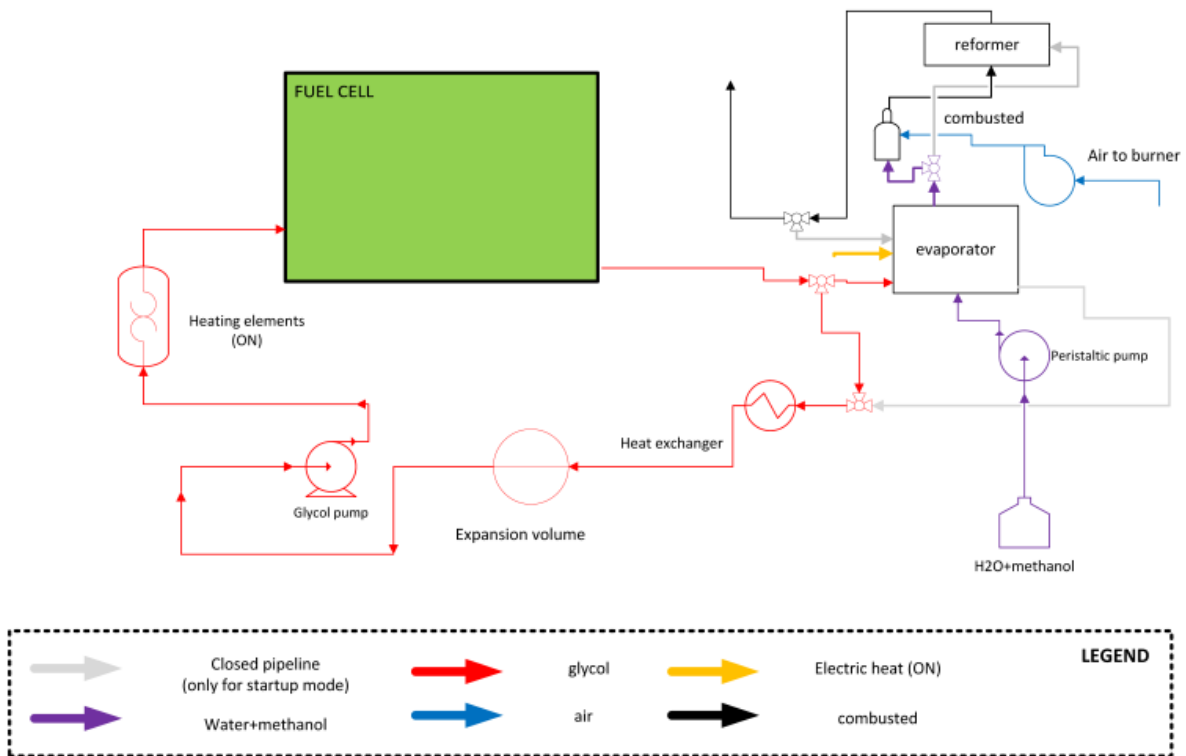 reformer
FUEL CELL
combusted
Air to burner
evaporator
Heating elements
(ON)
Peristaltic pump
Heat exchanger
Glycol pump
Expansion volume
H2O+methanol
LEGEND
Closed pipeline
(only for startup mode)
glycol
Electric heat (ON)
Water+methanol
air
combusted